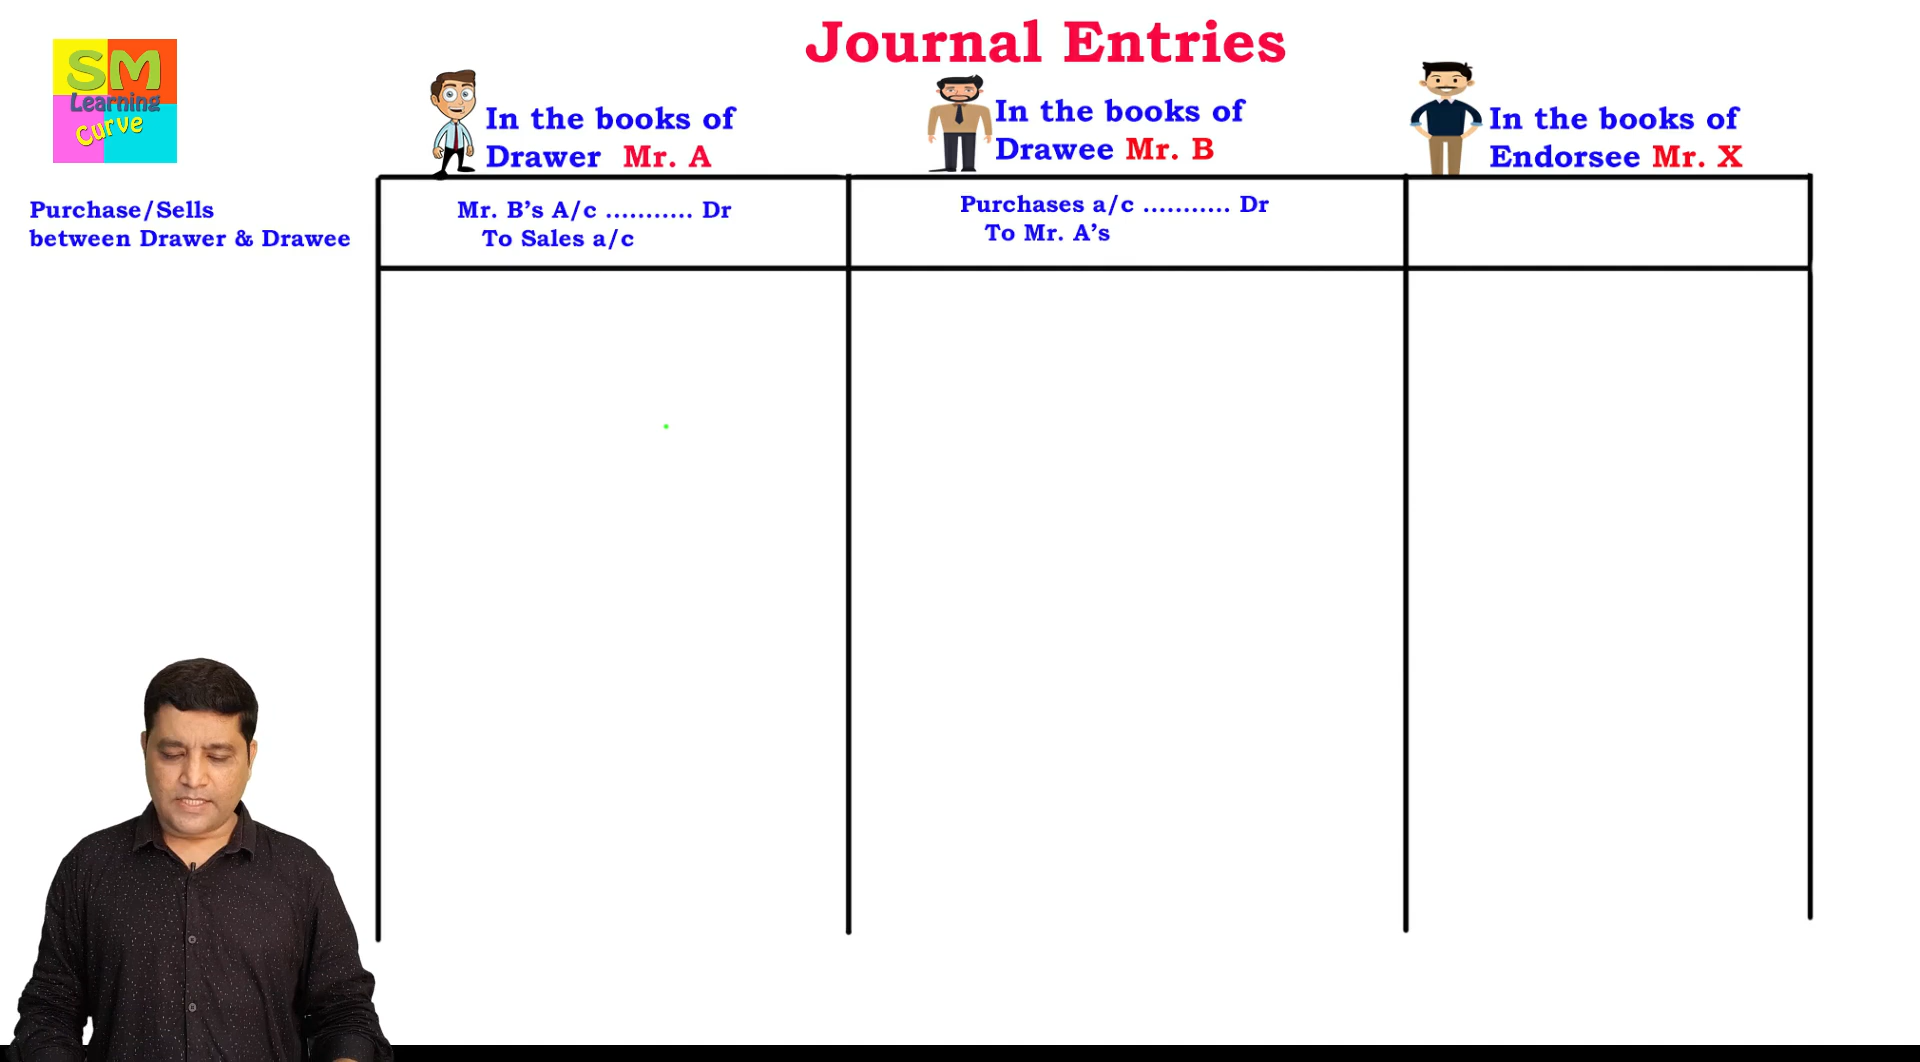 Journal Entries
SM
Learning
Curve
In the books of
Drawer Mr. A
In the books of
Drawee Mr. B
In the books of
Endorsee Mr. X
Purchase/Sells
between Drawer & Drawee
Mr. B's A/c ........... Dr
To Sales a/c
Purchases a/c ........... Dr
To Mr. A's